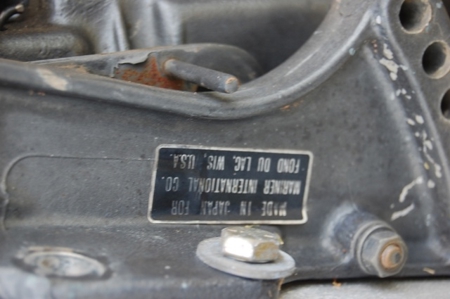 MADE IN JAPAN FOR
MARINER INTERNATIONAL CO.
FOND DU LAC, WIS, U.S.A.